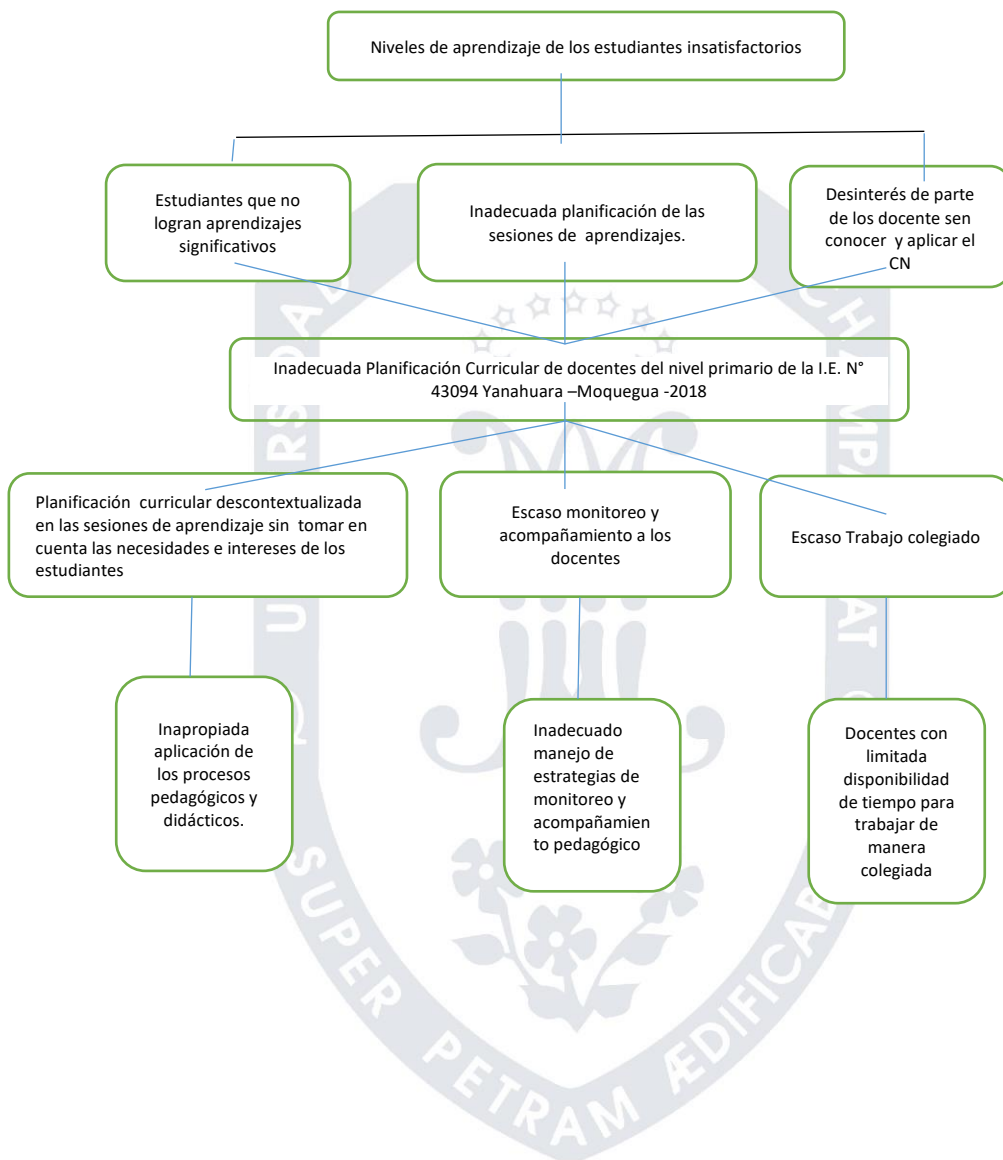 Niveles de aprendizaje de los estudiantes insatisfactorios
Estudiantes que no
logran aprendizajes
significativos
Inadecuada planificación de las
sesiones de aprendizajes.
Desinterés de parte
de los docente sen
conocer y aplicar el
CN
Inadecuada Planificación Curricular de docentes del nivel primario de la I.E. N°
43094 Yanahuara –Moquegua -2018
Planificación curricular descontextualizada
en las sesiones de aprendizaje sin tomar en
cuenta las necesidades e intereses de los
estudiantes
Escaso monitoreo y
acompañamiento a los
docentes
Escaso Trabajo colegiado
Inapropiada
aplicación de
los procesos
pedagógicos y
didácticos.
Inadecuado
manejo de
estrategias de
monitoreo y
acompañamien
to pedagógico
Docentes con
limitada
disponibilidad
de tiempo para
trabajar de
manera
colegiada
SUPER PETRAM ÆDIFICAB